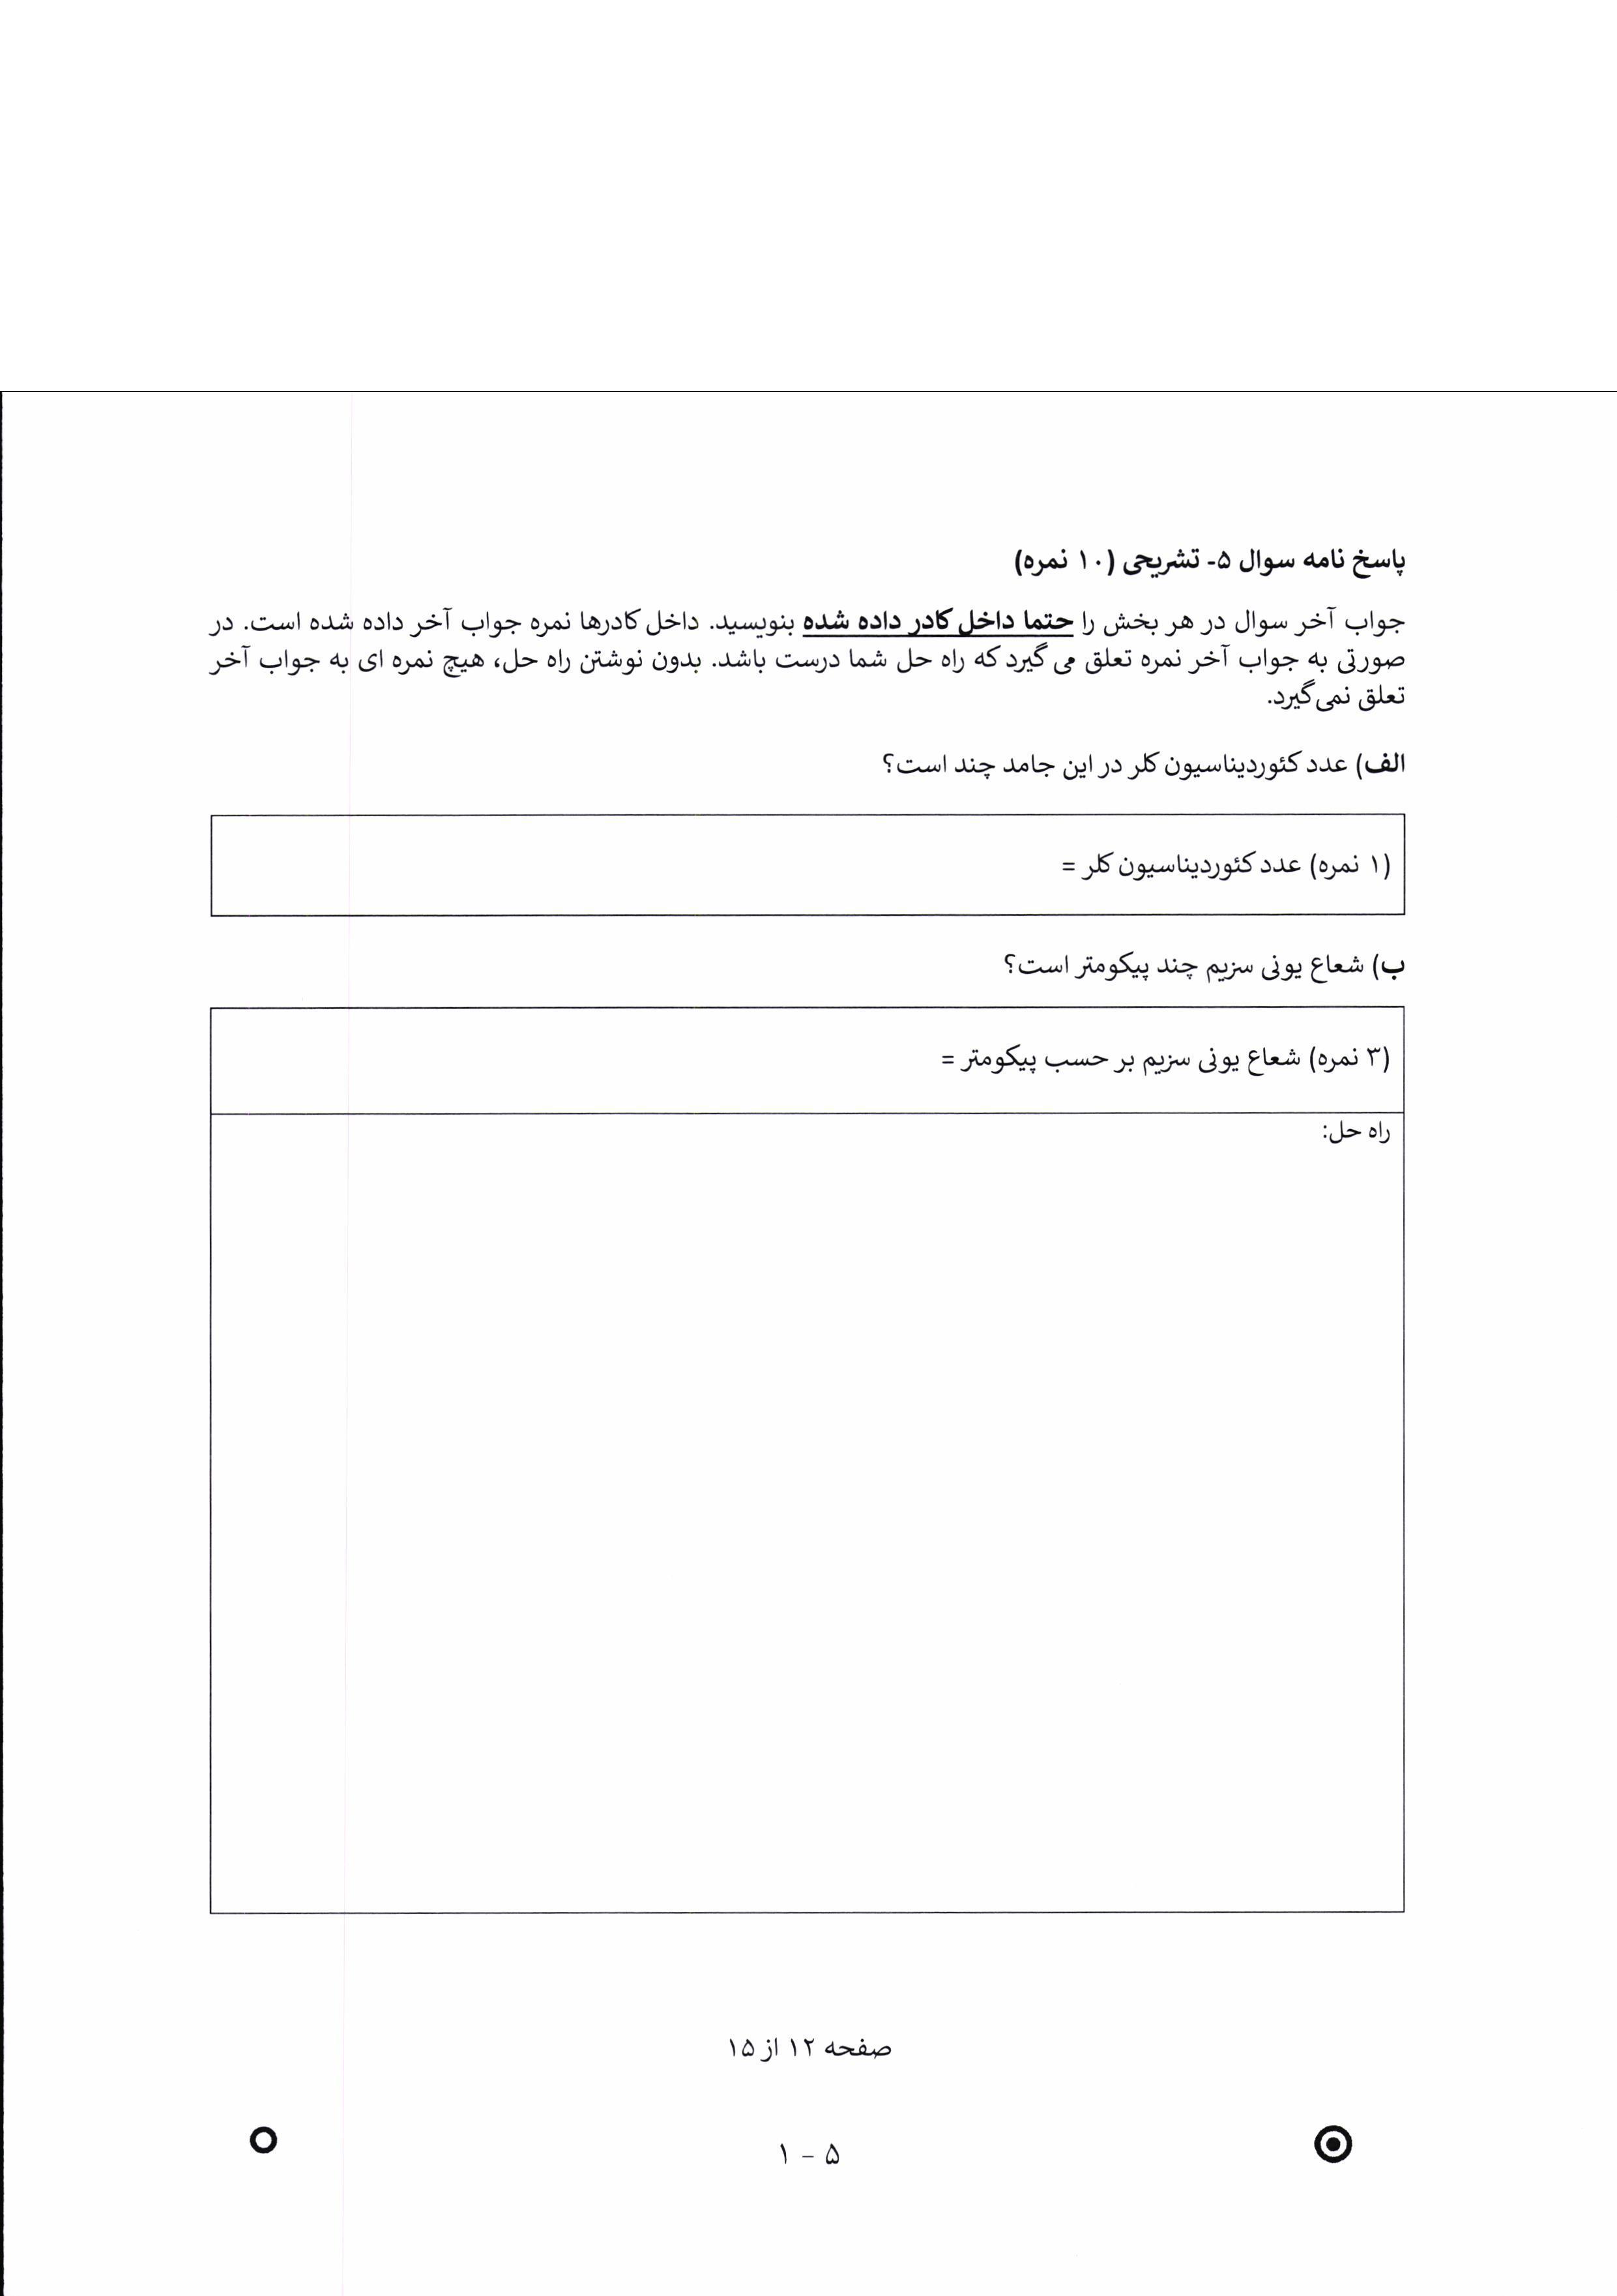 پاسخ نامه سوال ۵- تشریحی (۱۰ نمره)
جواب آخر سوال در هر بخش را حتما داخل کادر داده شده بنویسید. داخل کادرها نمره جواب آخر داده شده است. در
صورتی به جواب آخر نمره تعلق می گیرد که راه حل شما درست باشد. بدون نوشتن راه حل، هیچ نمره ای به جواب آخر
تعلق نمی‌گیرد.
الف) عدد کئوردیناسیون کلر در این جامد چند است؟
(۱ نمره) عدد کئوردیناسیون کلر =
ب) شعاع یونی سزیم چند پیکومتر است؟
(۳ نمره) شعاع یونی سزیم بر حسب پیکومتر =
راه حل:
صفحه ۱۲ از ۱۵
۵ - ۱